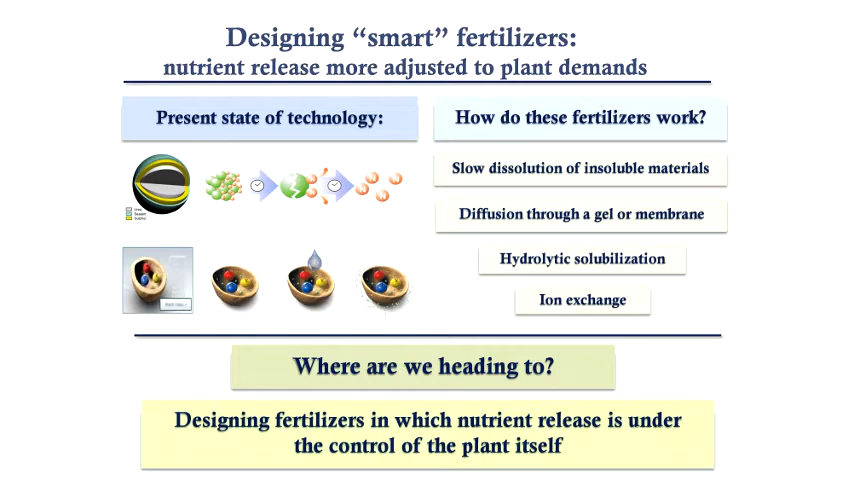 Designing “smart” fertilizers:
nutrient release more adjusted to plant demands
Present state of technology:
How do these fertilizers work?
Slow dissolution of insoluble materials
Diffusion through a gel or membrane
Hydrolytic solubilization
Ion exchange
N
N
N
N
Where are we heading to?
Designing fertilizers in which nutrient release is under
the control of the plant itself